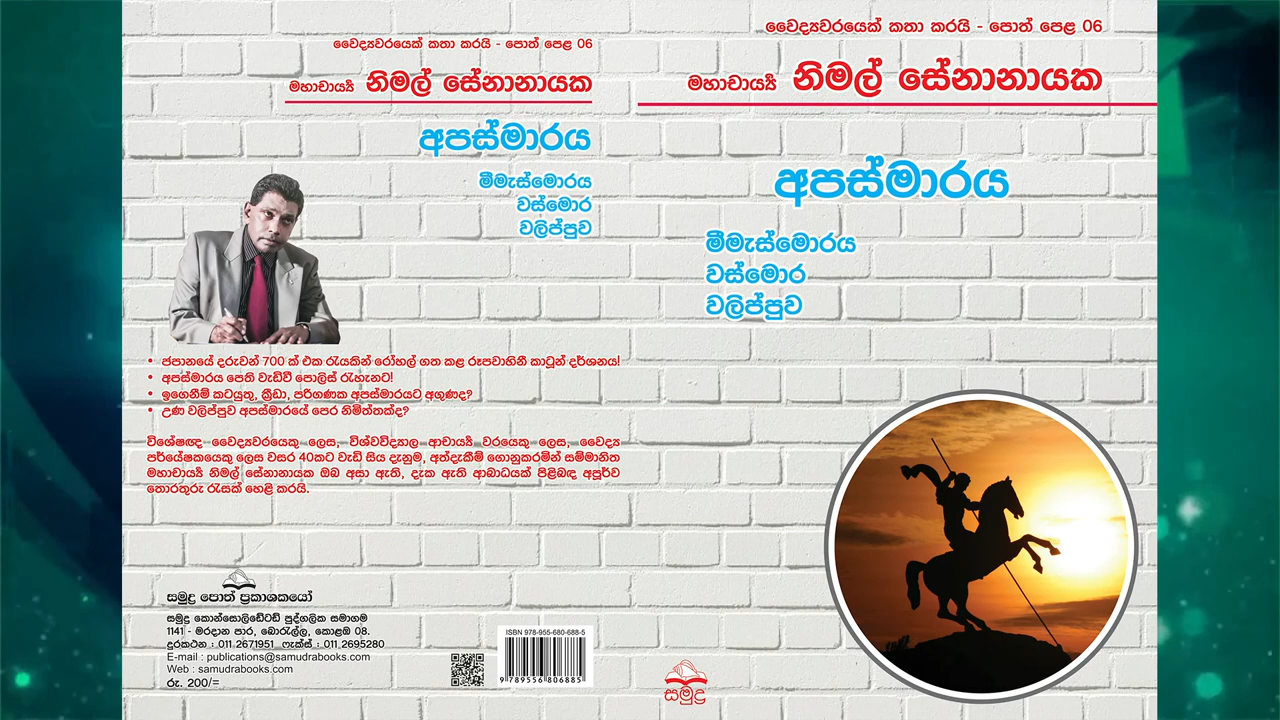 වෛද්‍යවරයෙක් කතා කරයි - පොත් පෙළ 06
මහාචාර්ය්‍ය නිමල් සේනානායක
අපස්මාරය
මීමැස්මොරය
වස්මොර
වලිප්පුව
• ජපානයේ දරුවන් 700 ක් එක රැයකින් රෝහල් ගත කළ රූපවාහිනී කාටූන් දර්ශනය!
• අපස්මාරය පෙති වැඩිවී පොලිස් රැහැනට!
• ඉගෙනීම් කටයුතු, ක්‍රීඩා, පරිගණක අපස්මාරයට අගුණද?
• උණ වලිප්පුව අපස්මාරයේ පෙර නිමිත්තක්ද?
විශේෂඥ වෛද්‍යවරයෙකු ලෙස, විශ්වවිද්‍යාල ආචාර්ය්‍ය වරයෙකු ලෙස, වෛද්‍ය
පර්යේෂකයෙකු ලෙස වසර 40කට වැඩි සිය දැනුම, අත්දැකීම් ගොනුකරමින් සම්මානිත
මහාචාර්ය්‍ය නිමල් සේනානායක ඔබ අසා ඇති, දැක ඇති ආබාධයක් පිළිබඳ අපූර්ව
තොරතුරු රැසක් හෙළි කරයි.
සමුද්‍ර පොත් ප්‍රකාශකයෝ
සමුද්‍ර කොන්සොලිඩේටඩ් පුද්ගලික සමාගම
1141 - මරදාන පාර, බොරැල්ල, කොළඹ 08.
දුරකථන : 011 2671951 ෆැක්ස් : 011 2695280
E-mail : publications@samudrabooks.com
Web : samudrabooks.com
රු. 200/=
ISBN 978-955-680-688-5
9 789556 806885
වෛද්‍යවරයෙක් කතා කරයි - පොත් පෙළ 06
මහාචාර්ය්‍ය නිමල් සේනානායක
අපස්මාරය
මීමැස්මොරය
වස්මොර
වලිප්පුව
සමුද්‍ර